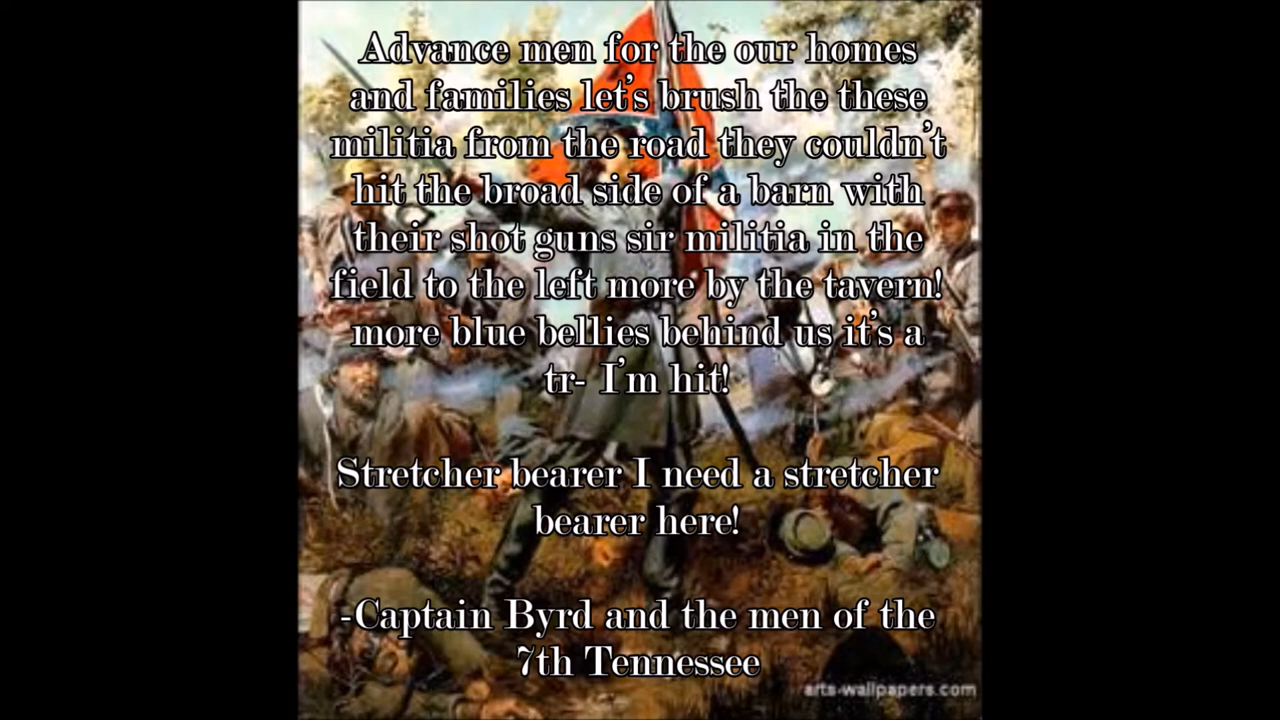 Advance men for the our homes
and families let's brush the these
militia from the road they couldn't
hit the broad side of a barn with
their shot guns sir militia in the
field to the left more by the tavern!
more blue bellies behind us it's a
tr- I'm hit!
Stretcher bearer I need a stretcher
bearer here!
-Captain Byrd and the men of the
7th Tennessee
arts-wallpapers.com